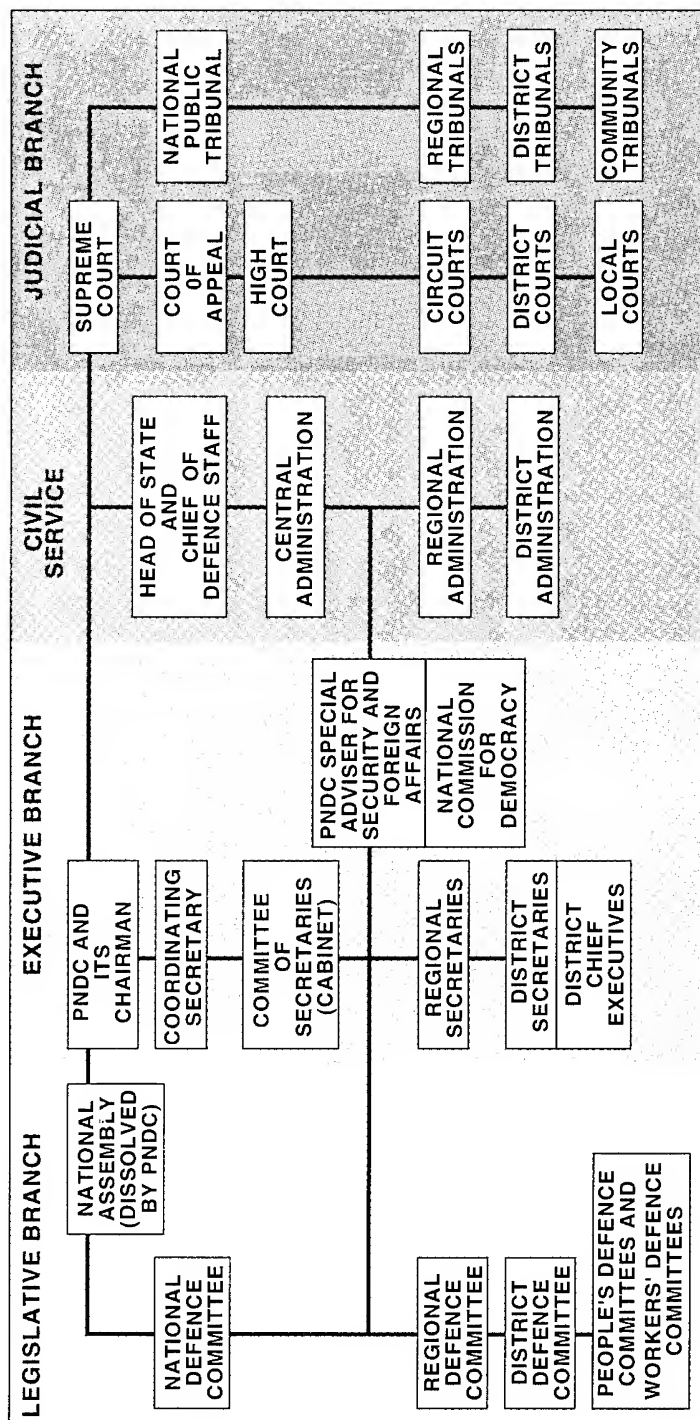 LEGISLATIVE BRANCH
NATIONAL
ASSEMBLY
(DISSOLVED
BY PNDC)
NATIONAL
DEFENCE
COMMITTEE
REGIONAL
DEFENCE
COMMITTEE
DISTRICT
DEFENCE
COMMITTEE
PEOPLE'S DEFENCE
COMMITTEES AND
WORKERS' DEFENCE
COMMITTEES
EXECUTIVE BRANCH
PNDC AND
ITS
CHAIRMAN
COORDINATING
SECRETARY
COMMITTEE
OF
SECRETARIES
(CABINET)
PNDC SPECIAL
ADVISER FOR
SECURITY AND
FOREIGN
AFFAIRS
NATIONAL
COMMISSION
FOR
DEMOCRACY
REGIONAL
SECRETARIES
DISTRICT
SECRETARIES
DISTRICT
CHIEF
EXECUTIVES
CIVIL
SERVICE
HEAD OF STATE
AND
CHIEF OF
DEFENCE STAFF
CENTRAL
ADMINISTRATION
REGIONAL
ADMINISTRATION
DISTRICT
ADMINISTRATION
JUDICIAL BRANCH
SUPREME
COURT
COURT
OF
APPEAL
HIGH
COURT
CIRCUIT
COURTS
DISTRICT
COURTS
LOCAL
COURTS
NATIONAL
PUBLIC
TRIBUNAL
REGIONAL
TRIBUNALS
DISTRICT
TRIBUNALS
COMMUNITY
TRIBUNALS